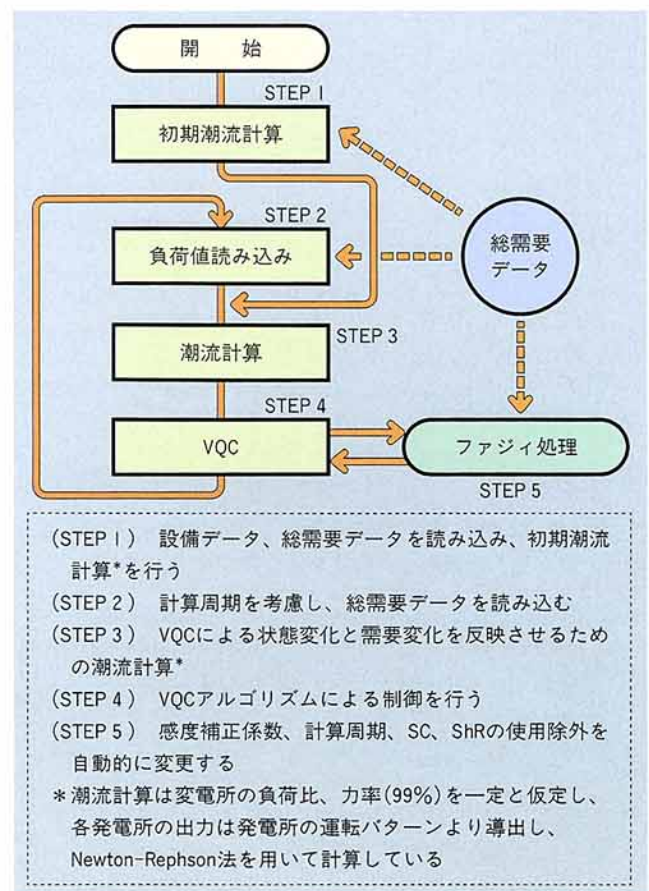 開　始
STEP 1
初期潮流計算
STEP 2
負荷値読み込み
総需要
データ
潮流計算
STEP 3
STEP 4
VQC
ファジィ処理
STEP 5
(STEP 1) 設備データ、総需要データを読み込み、初期潮流
計算*を行う
(STEP 2) 計算周期を考慮し、総需要データを読み込む
(STEP 3) VQCによる状態変化と需要変化を反映させるため
の潮流計算*
(STEP 4) VQCアルゴリズムによる制御を行う
(STEP 5) 感度補正係数、計算周期、SC、ShRの使用除外を
自動的に変更する
*潮流計算は変電所の負荷比、力率(99%)を一定と仮定し、
各発電所の出力は発電所の運転パターンより導出し、
Newton-Rephson法を用いて計算している